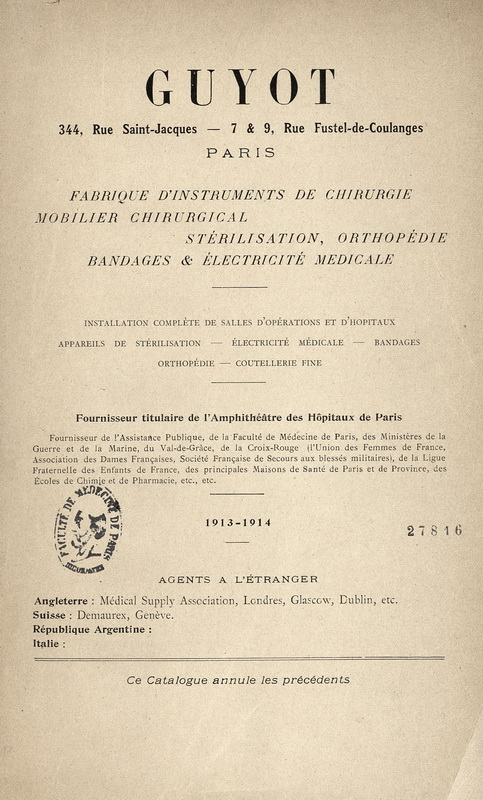 GUYOT
344, Rue Saint-Jacques — 7 & 9, Rue Fustel-de-Coulanges
PARIS
FABRIQUE D'INSTRUMENTS DE CHIRURGIE
MOBILIER CHIRURGICAL
STÉRILISATION, ORTHOPÉDIE
BANDAGES & ÉLECTRICITÉ MEDICALE
INSTALLATION COMPLÈTE DE SALLES D'OPÉRATIONS ET D'HOPITAUX
APPAREILS DE STÉRILISATION — ÉLECTRICITÉ MÉDICALE — BANDAGES
ORTHOPÉDIE — COUTELLERIE FINE
Fournisseur titulaire de l'Amphithéâtre des Hôpitaux de Paris
Fournisseur de l'Assistance Publique, de la Faculté de Médecine de Paris, des Ministères de la
Guerre et de la Marine, du Val-de-Grâce, de la Croix-Rouge (l'Union des Femmes de France,
Association des Dames Françaises, Société Française de Secours aux blessés militaires), de la Ligue
Fraternelle des Enfants de France, des principales Maisons de Santé de Paris et de Province, des
Écoles de Chimie et de Pharmacie, etc., etc.
FACULTÉ DE MÉDECINE DE PARIS
1913-1914
27816
AGENTS A L'ÉTRANGER
Angleterre : Médical Supply Association, Londres, Glascow, Dublin, etc.
Suisse : Demaurex, Genève.
République Argentine :
Italie :
Ce Catalogue annule les précédents